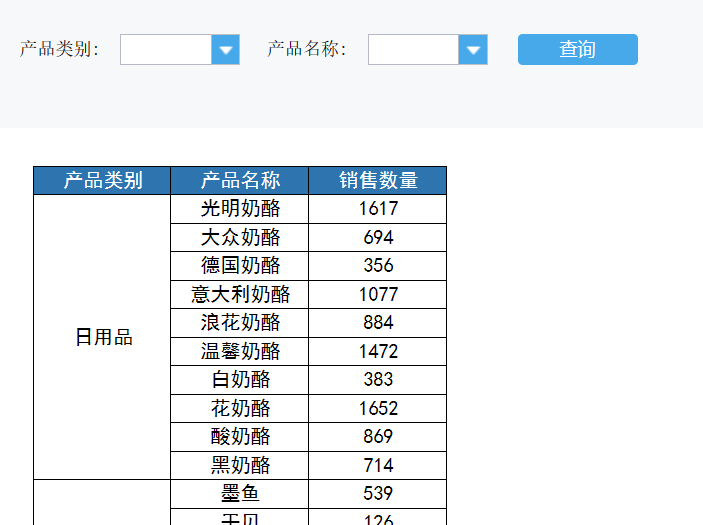 产品类别： 产品名称： 查询
产品类别 产品名称 销售数量
光明奶酪 1617
大众奶酪 694
德国奶酪 356
意大利奶酪 1077
浪花奶酪 884
日用品
温馨奶酪 1472
白奶酪 383
花奶酪 1652
酸奶酪 869
黑奶酪 714
墨鱼 539
干贝 126